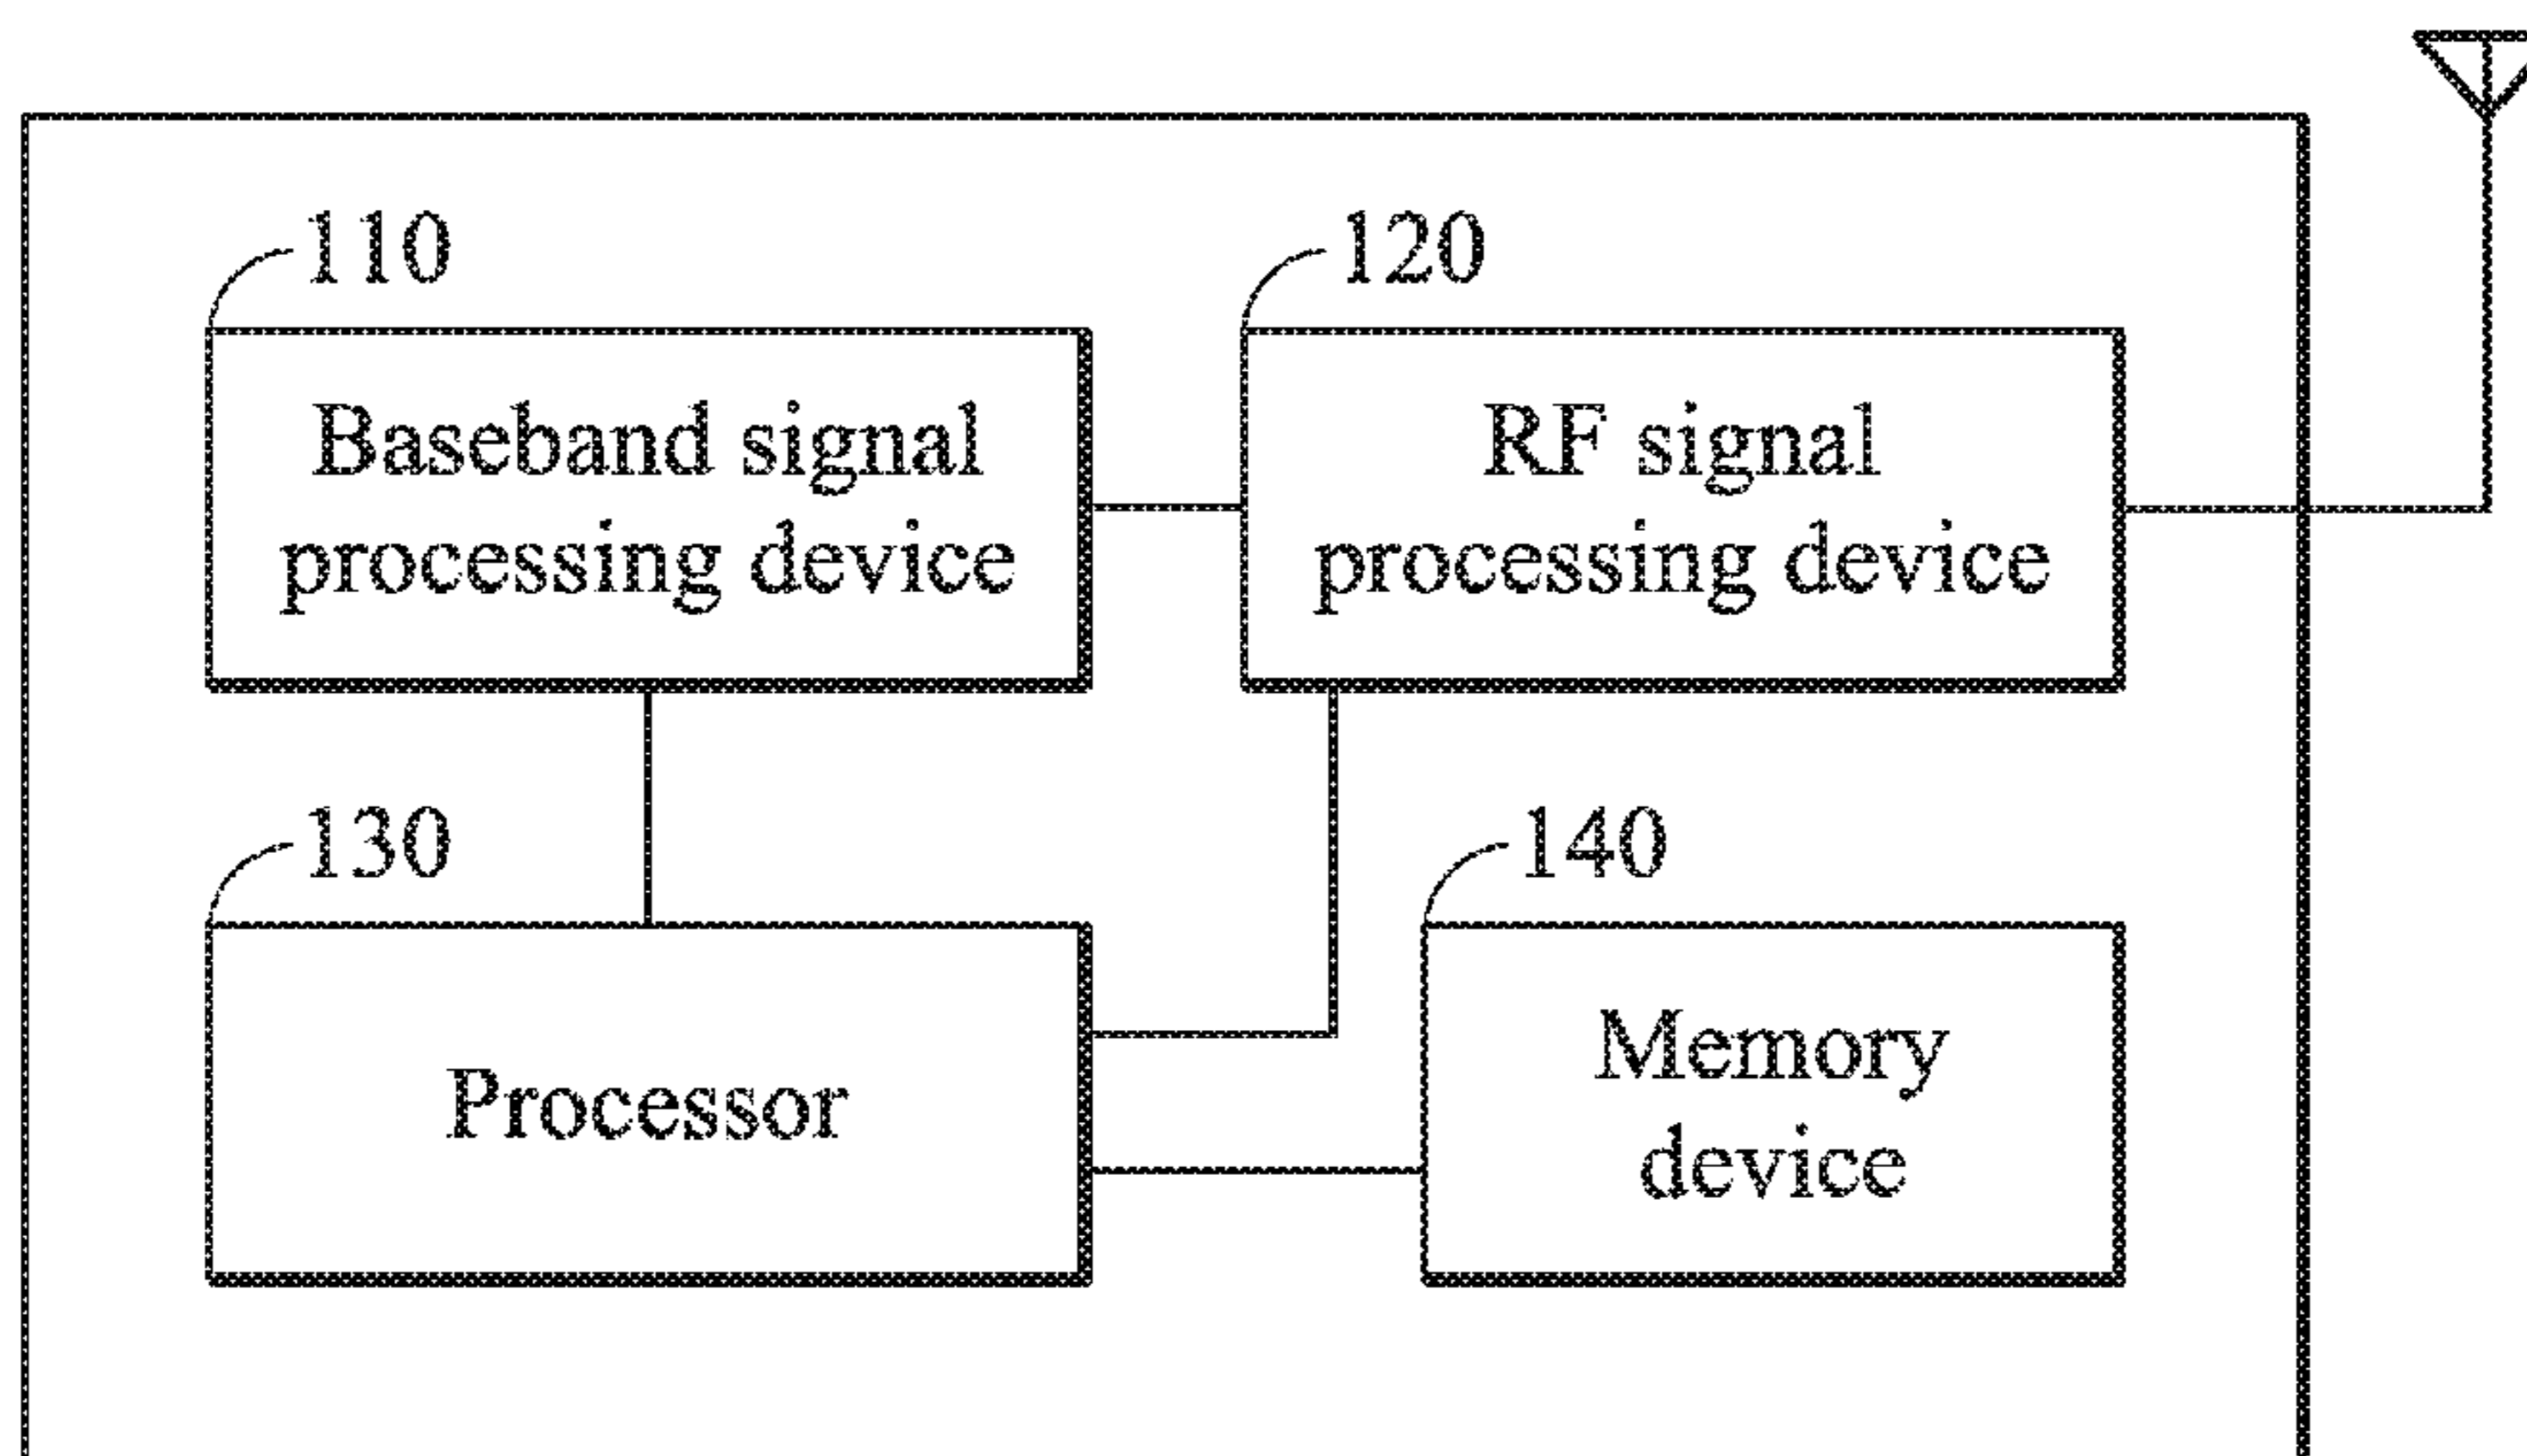 110
Baseband signal
processing device
120
RF signal
processing device
130
Processor
140
Memory
device